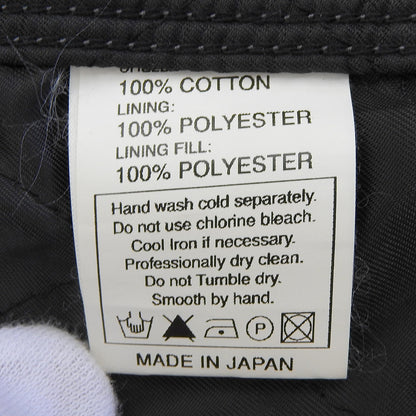 100% COTTON
LINING:
100% POLYESTER
LINING FILL:
100% POLYESTER
Hand wash cold separately.
Do not use chlorine bleach.
Cool Iron if necessary.
Professionally dry clean.
Do not Tumble dry.
Smooth by hand.
P
MADE IN JAPAN